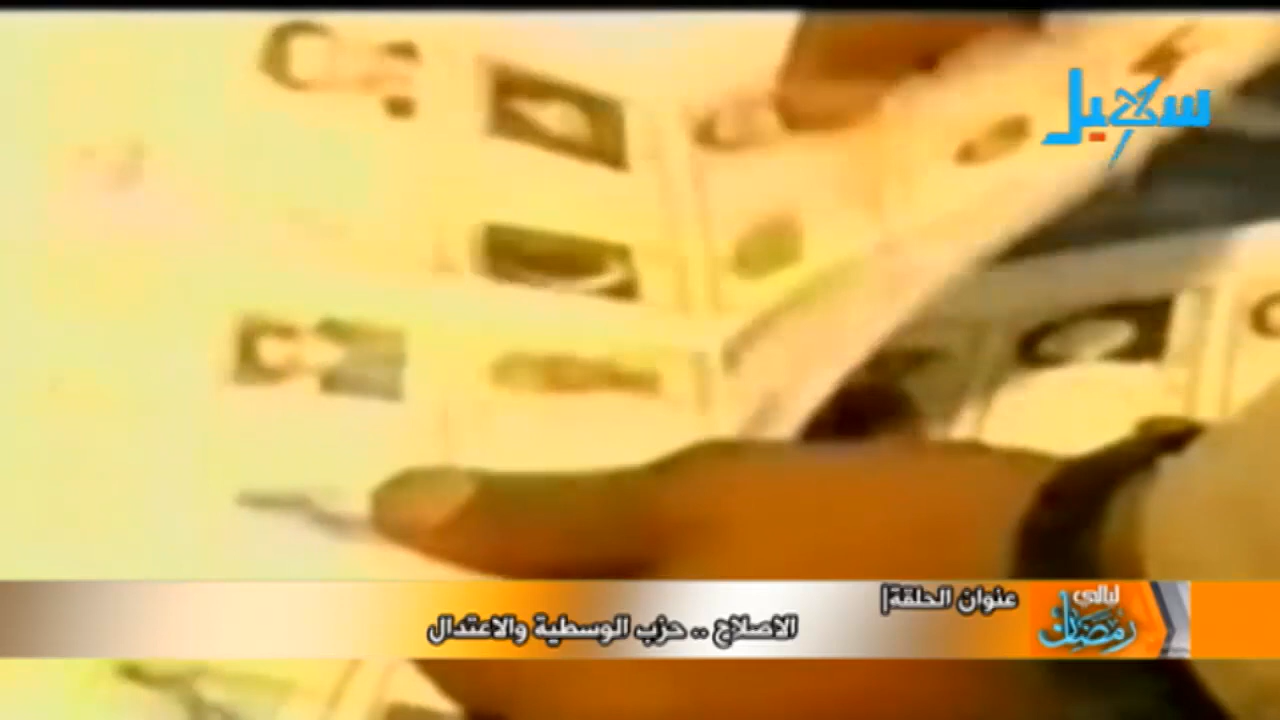 سهيل
عنوان الحلقة|
ليالي
رمضان
الاصلاح .. حزب الوسطية والاعتدال